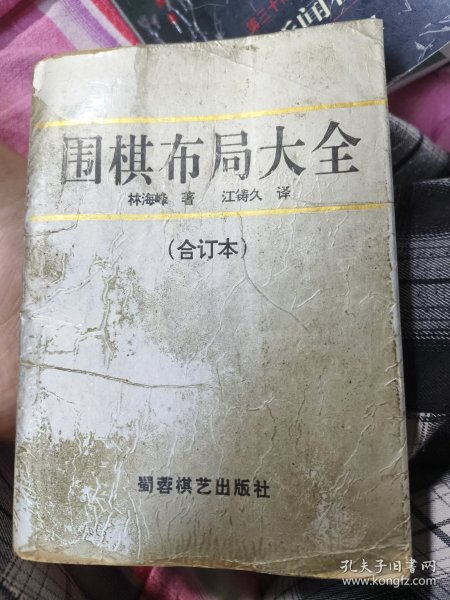 围棋布局大全
林海峰 著 江铸久 译
(合订本)
蜀蓉棋艺出版社
孔夫子旧书网
www.kongfz.com